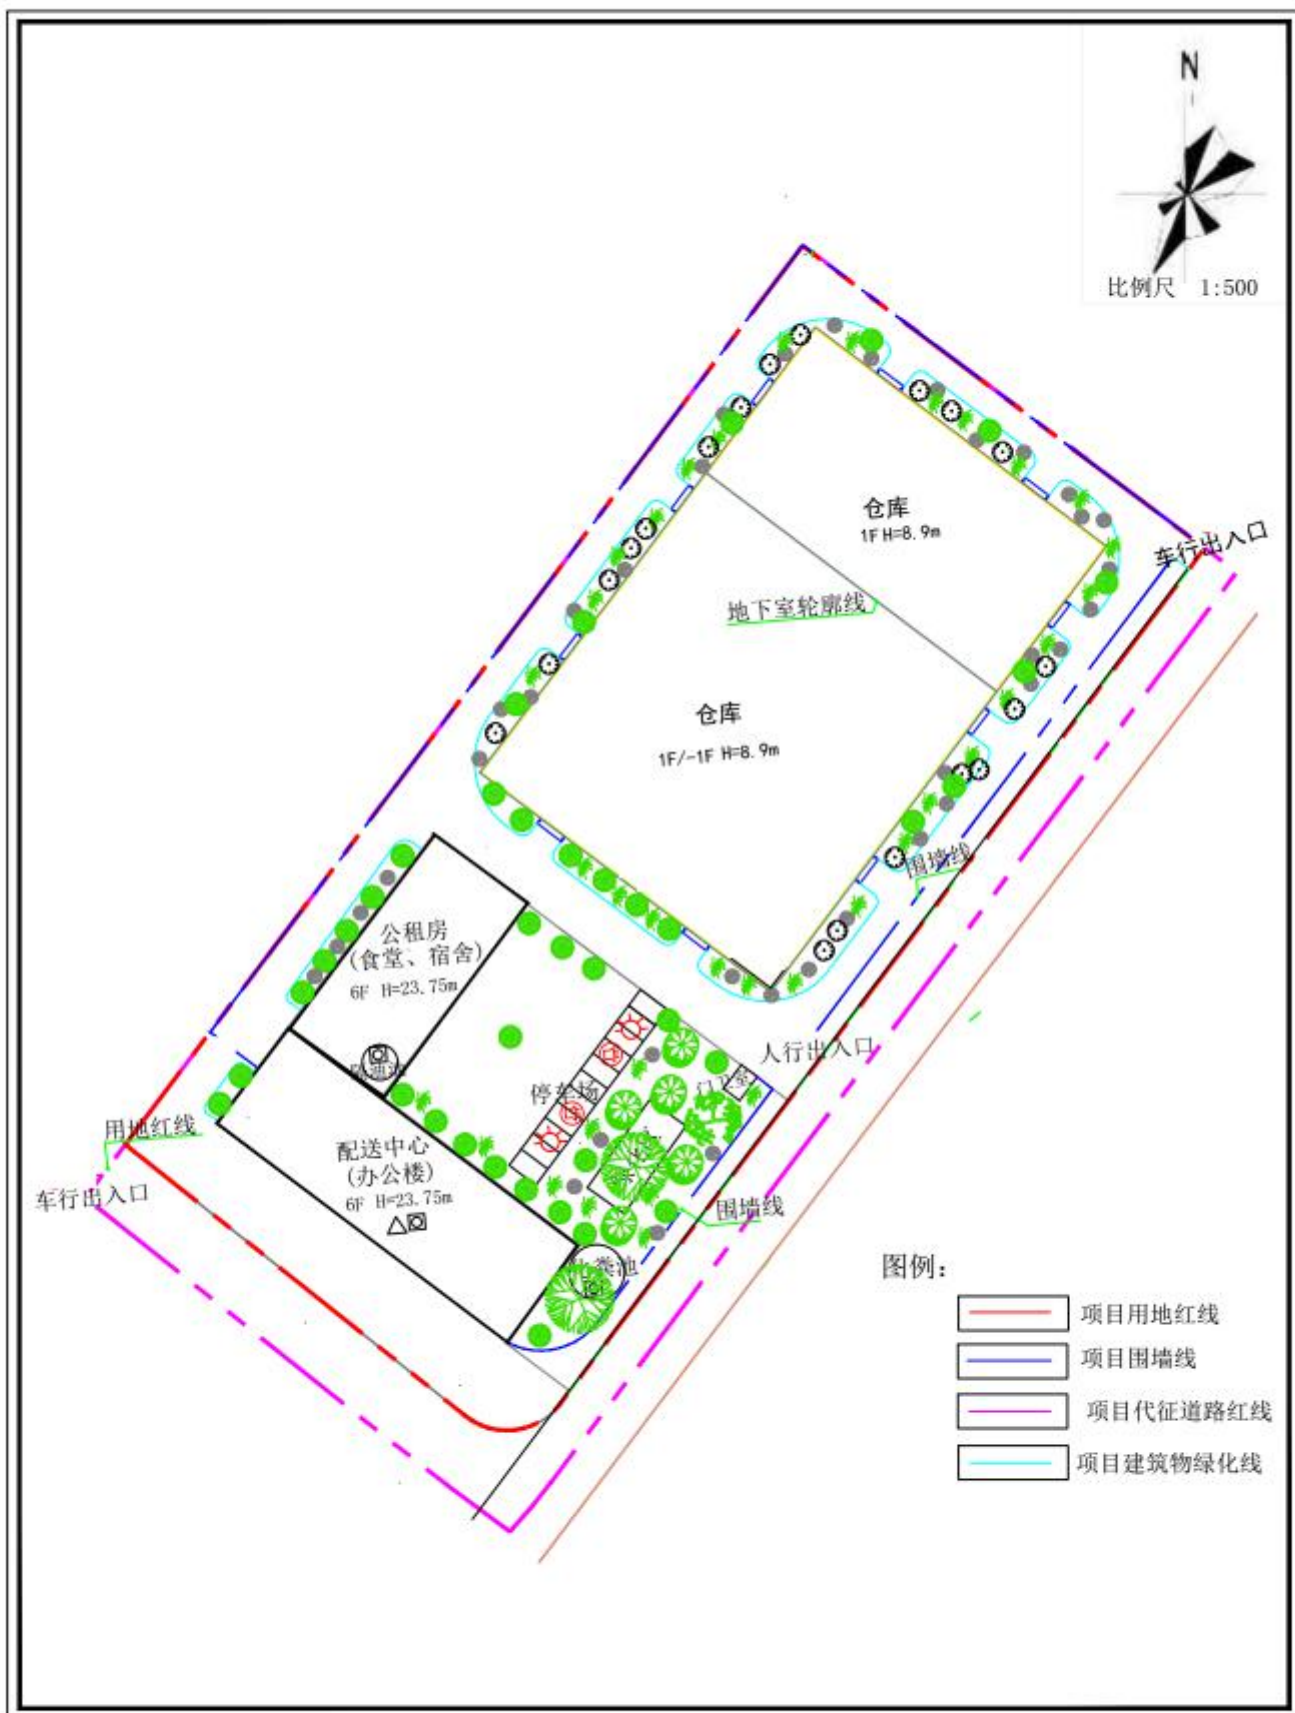 N
比例尺 1:500
车行出入口
仓库
1F H=8.9m
地下室轮廓线
仓库
1F/-1F H=8.9m
围墙线
公租房
(食堂、宿舍)
6F H=23.75m
人行出入口
门卫室
停车场
用地红线
配送中心
(办公楼)
6F H=23.75m
车行出入口
围墙线
粪池
图例:
项目用地红线
项目围墙线
项目代征道路红线
项目建筑物绿化线